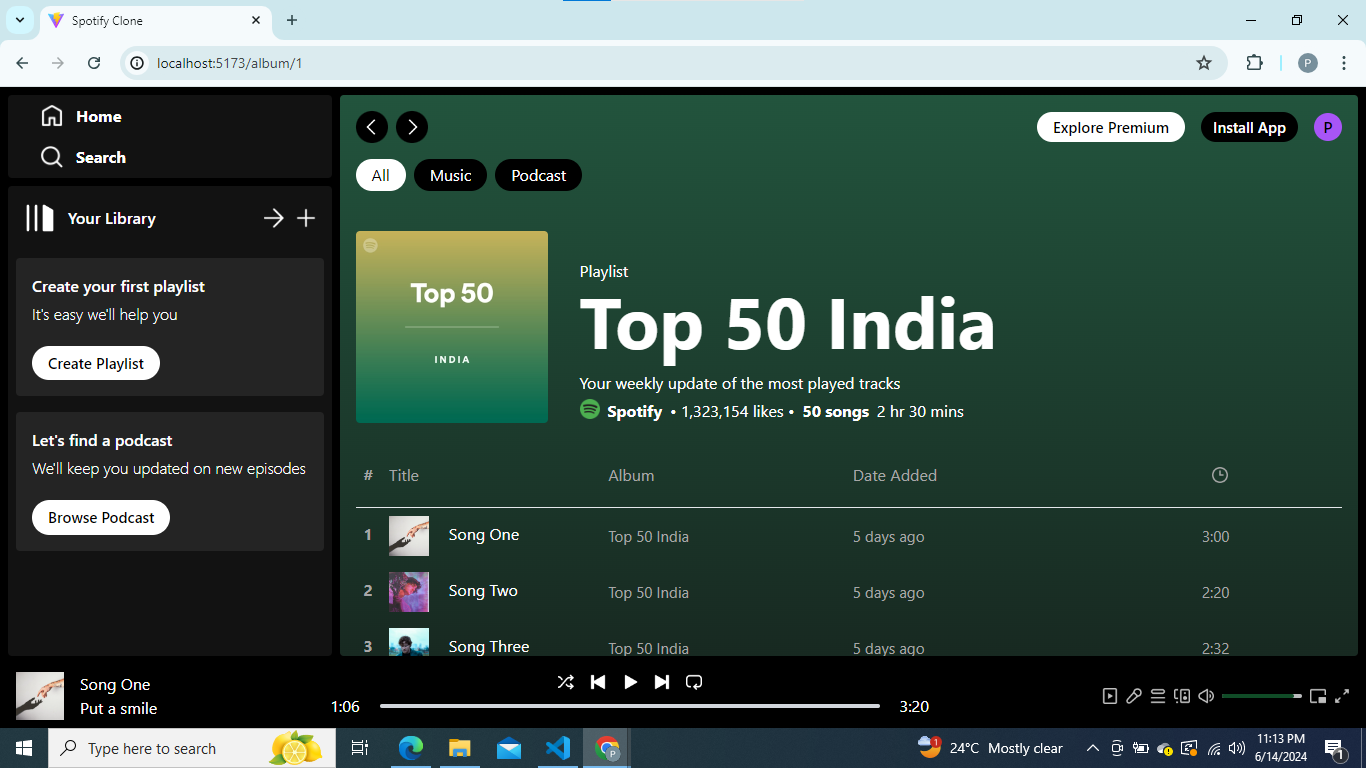 Spotify Clone
localhost:5173/album/1
P
Home
Search
Your Library
Create your first playlist
It's easy we'll help you
Create Playlist
Let's find a podcast
We'll keep you updated on new episodes
Browse Podcast
Explore Premium
Install App
P
All
Music
Podcast
Top 50
INDIA
Playlist
Top 50 India
Your weekly update of the most played tracks
Spotify • 1,323,154 likes • 50 songs 2 hr 30 mins
# Title Album Date Added
1 Song One Top 50 India 5 days ago 3:00
2 Song Two Top 50 India 5 days ago 2:20
3 Song Three Top 50 India 5 days ago 2:32
Song One
Put a smile
1:06
3:20
Type here to search
P
1
24°C Mostly clear
11:13 PM
6/14/2024
1